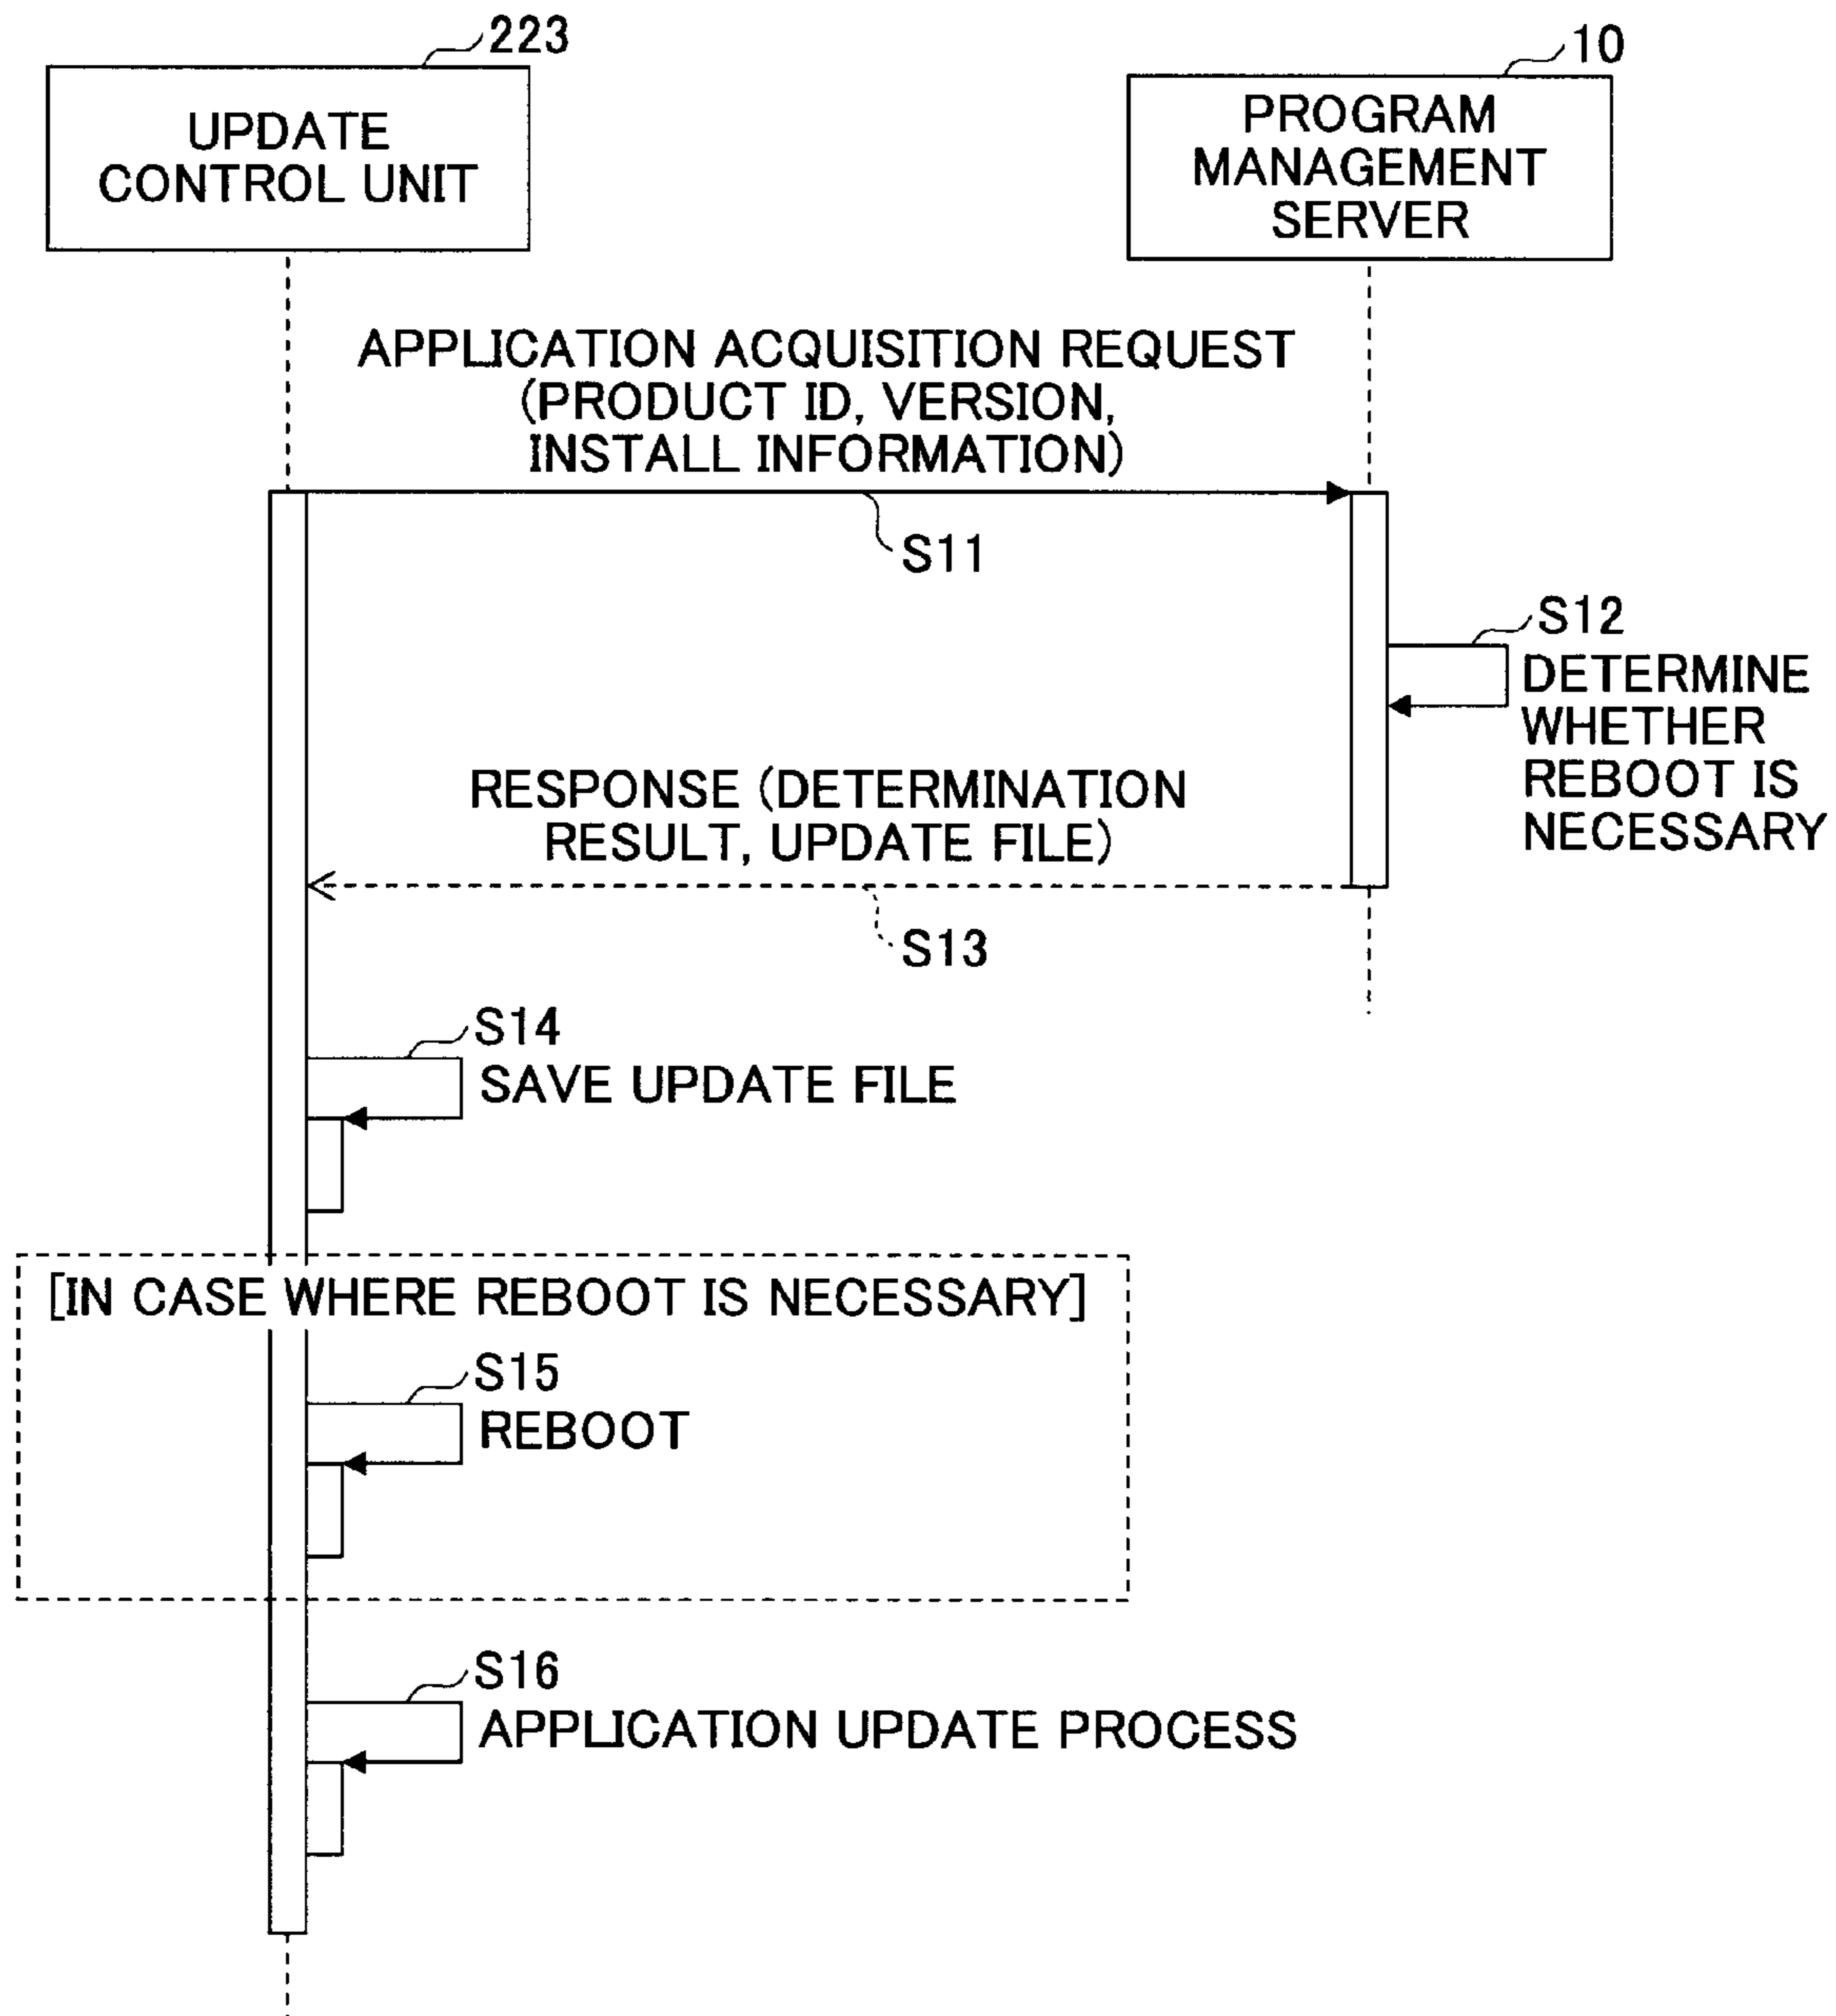 223
UPDATE
CONTROL UNIT
10
PROGRAM
MANAGEMENT
SERVER
APPLICATION ACQUISITION REQUEST
(PRODUCT ID, VERSION,
INSTALL INFORMATION)
S11
S12
DETERMINE
WHETHER
REBOOT IS
NECESSARY
RESPONSE (DETERMINATION
RESULT, UPDATE FILE)
S13
S14
SAVE UPDATE FILE
[IN CASE WHERE REBOOT IS NECESSARY]
S15
REBOOT
S16
APPLICATION UPDATE PROCESS